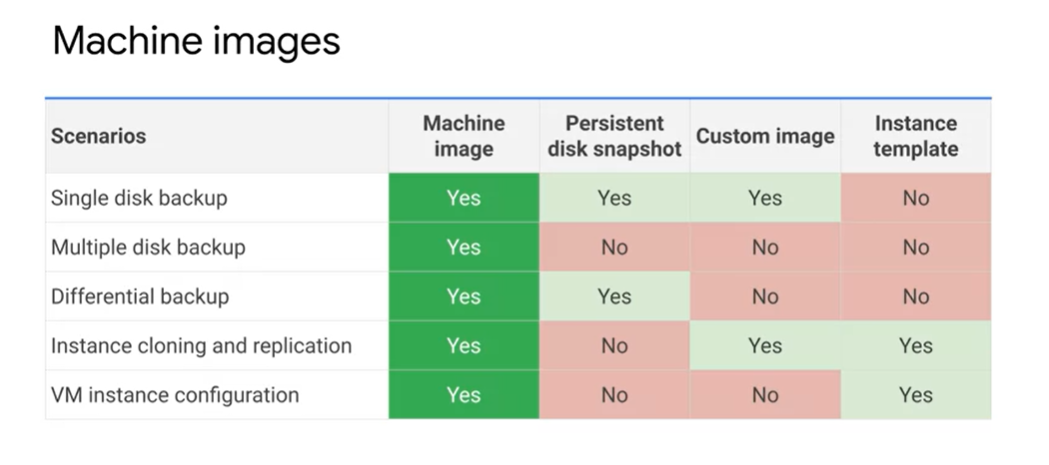 Machine images
Scenarios Machine image Persistent disk snapshot Custom image Instance template
Single disk backup Yes Yes Yes No
Multiple disk backup Yes No No No
Differential backup Yes Yes No No
Instance cloning and replication Yes No Yes Yes
VM instance configuration Yes No No Yes